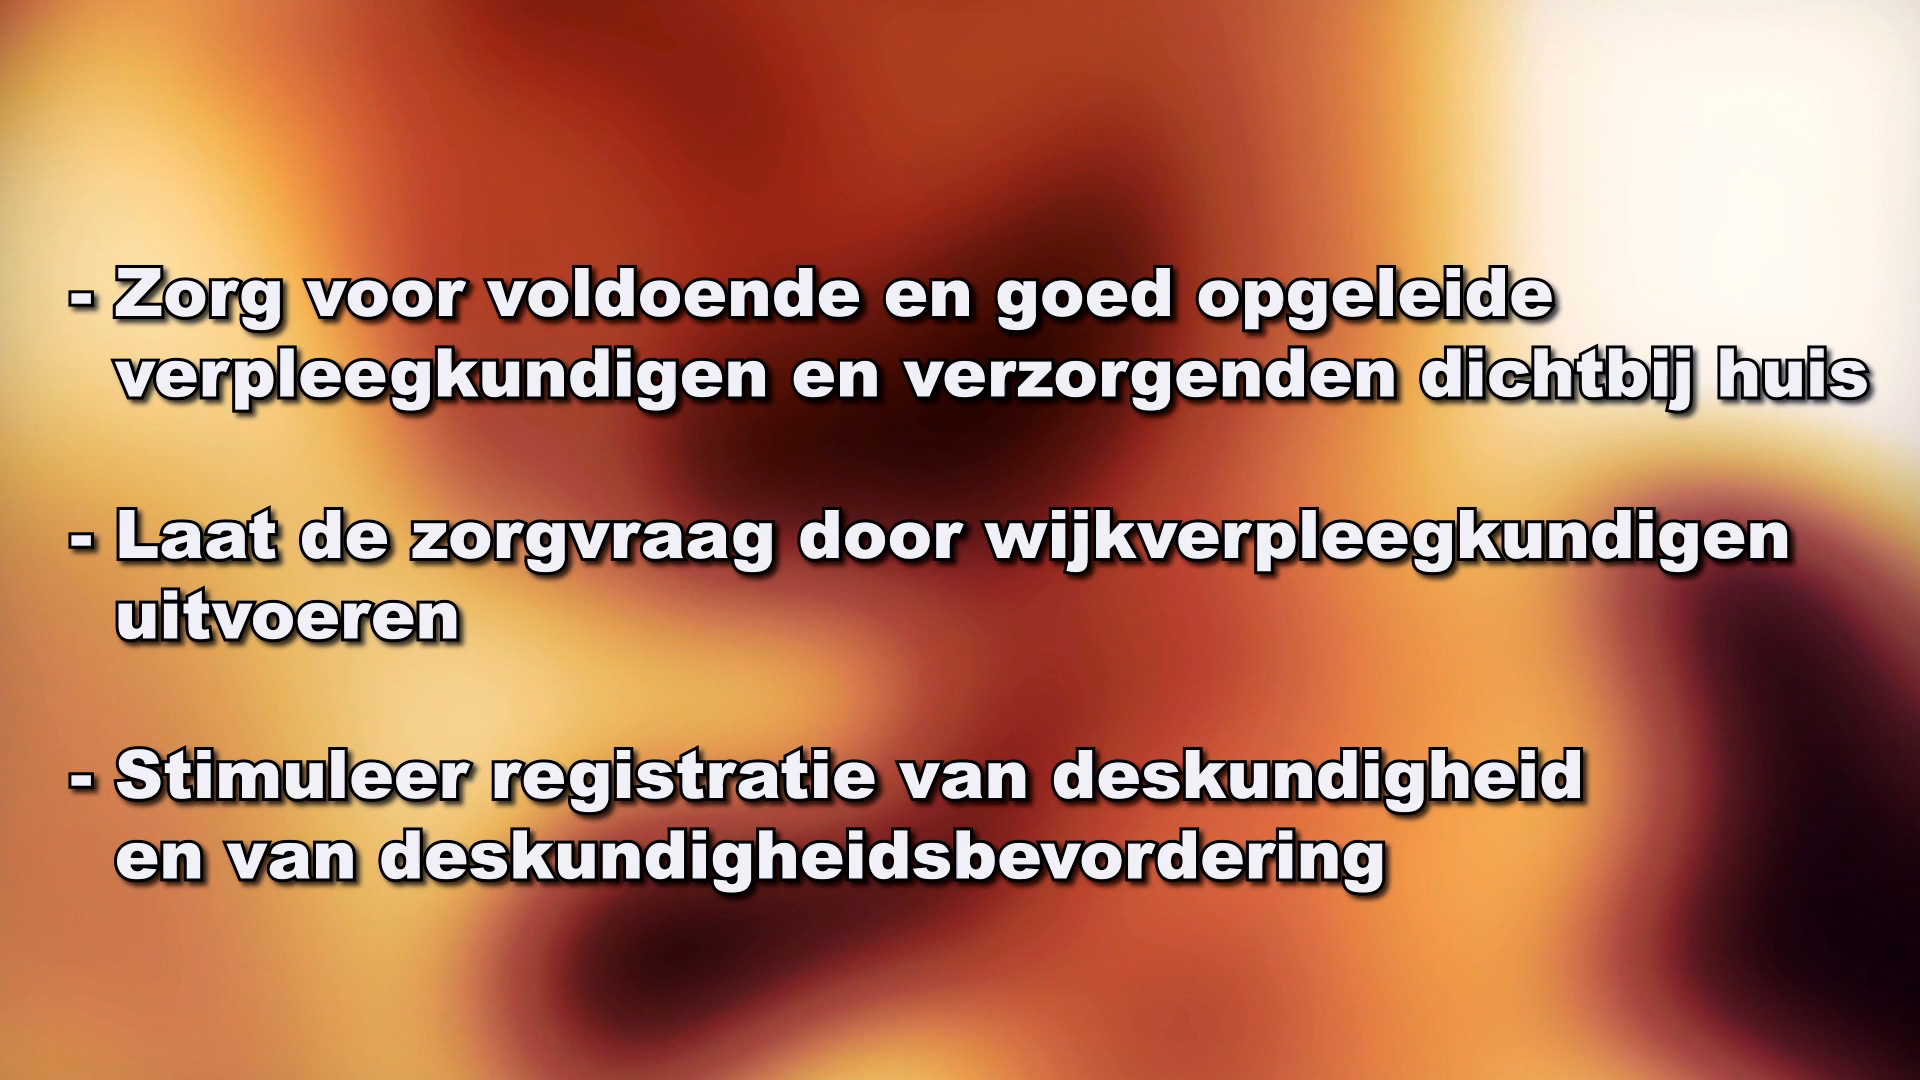 - Zorg voor voldoende en goed opgeleide
verpleegkundigen en verzorgenden dichtbij huis
- Laat de zorgvraag door wijkverpleegkundigen
uitvoeren
- Stimuleer registratie van deskundigheid
en van deskundigheidsbevordering